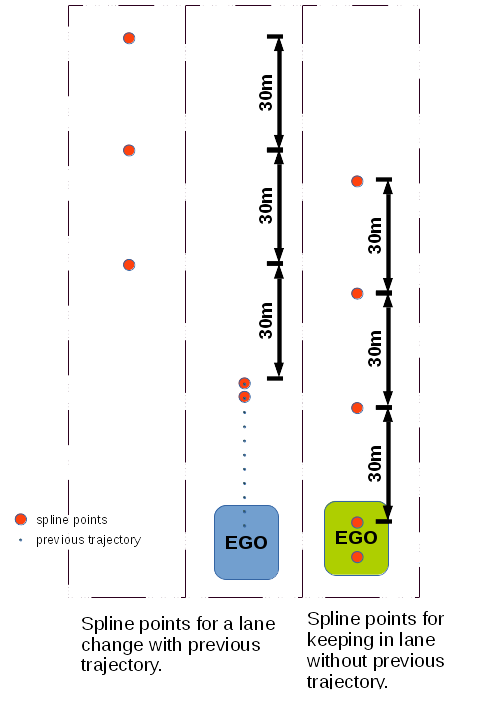 30m
30m
30m
30m
30m
30m
spline points
previous trajectory
EGO
EGO
Spline points for a lane
change with previous
trajectory.
Spline points for
keeping in lane
without previous
trajectory.